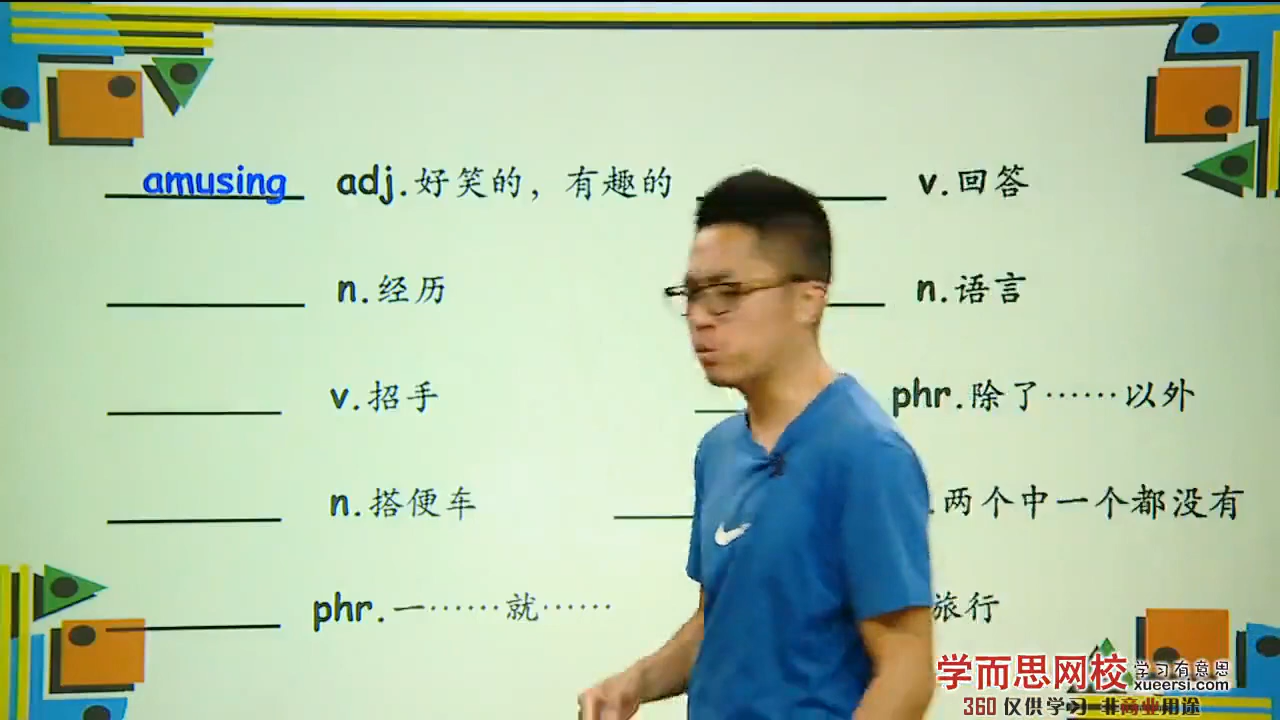 amusing adj.好笑的，有趣的 v.回答
n.经历 n.语言
v.招手 phr.除了……以外
n.搭便车 .两个中一个都没有
phr.一……就…… 旅行
学而思网校 学习有意思
xueersi.com
360 仅供学习 非商业用途